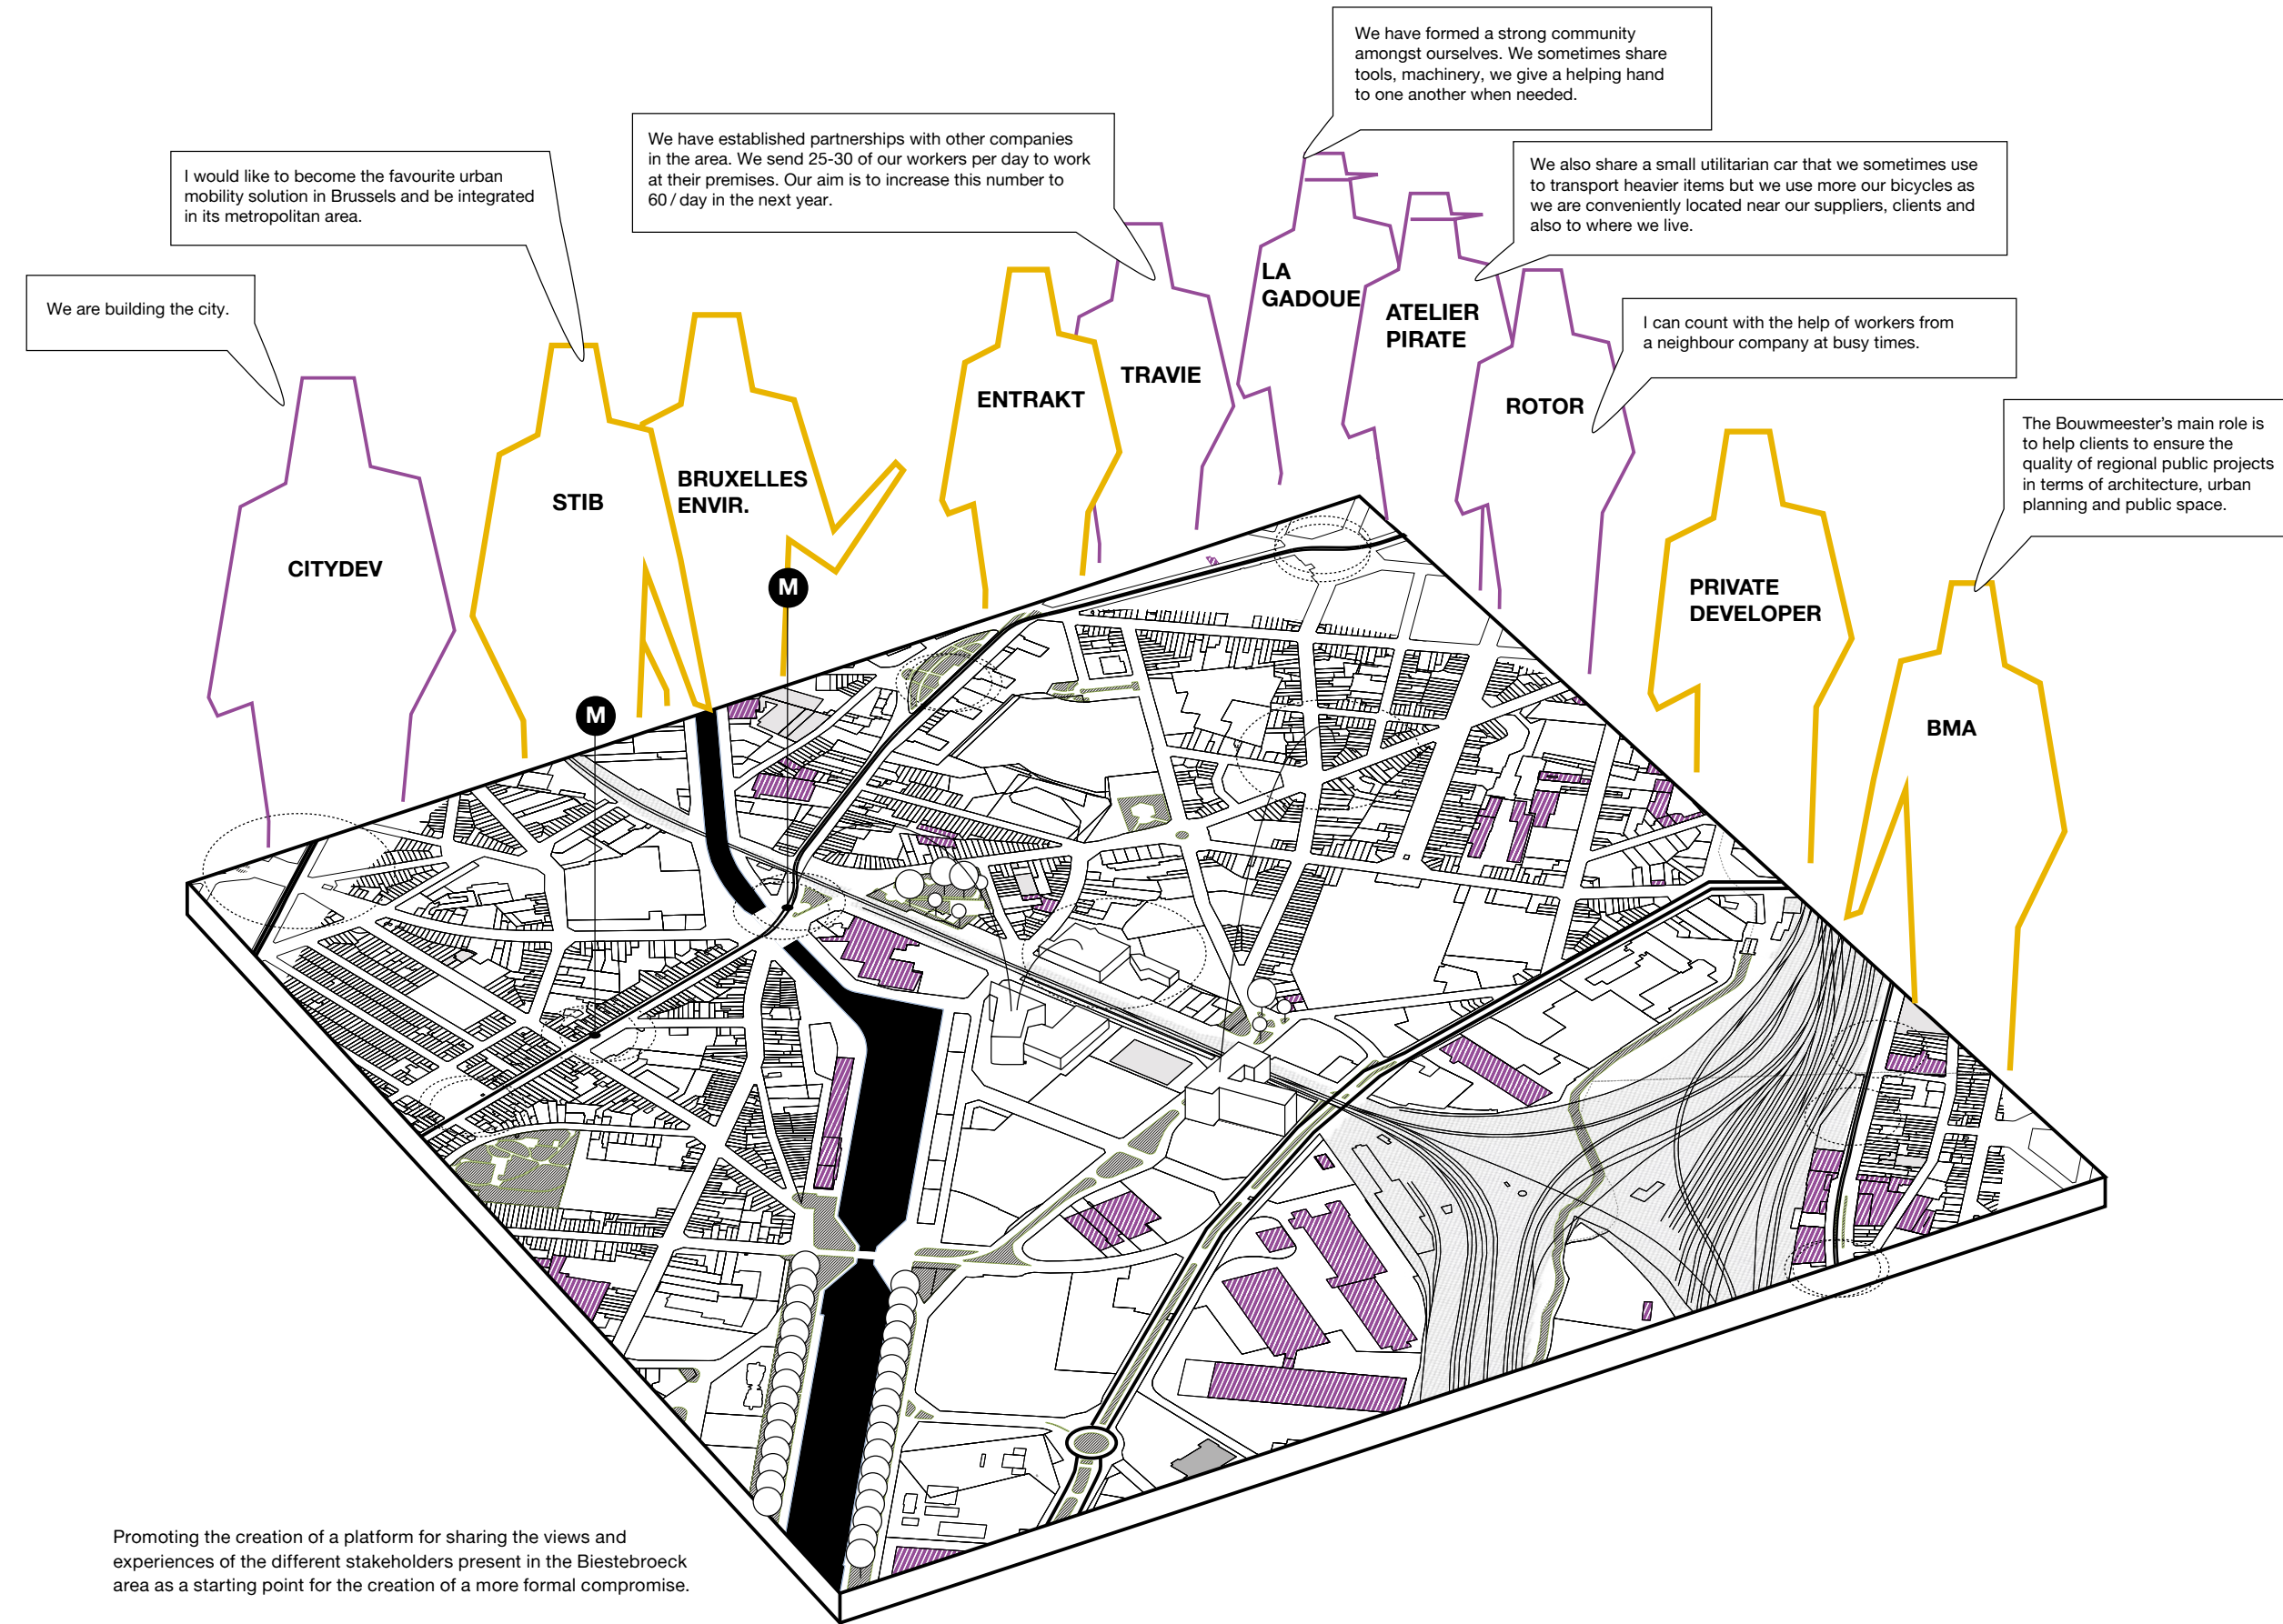 We have formed a strong community
amongst ourselves. We sometimes share
tools, machinery, we give a helping hand
to one another when needed.
We have established partnerships with other companies
in the area. We send 25-30 of our workers per day to work
at their premises. Our aim is to increase this number to
60 / day in the next year.
We also share a small utilitarian car that we sometimes use
to transport heavier items but we use more our bicycles as
we are conveniently located near our suppliers, clients and
also to where we live.
I would like to become the favourite urban
mobility solution in Brussels and be integrated
in its metropolitan area.
We are building the city.
I can count with the help of workers from
a neighbour company at busy times.
The Bouwmeester's main role is
to help clients to ensure the
quality of regional public projects
in terms of architecture, urban
planning and public space.
LA
GADOUE
ATELIER
PIRATE
TRAVIE
ENTRAKT
ROTOR
BRUXELLES
ENVIR.
STIB
CITYDEV
PRIVATE
DEVELOPER
BMA
M
M
Promoting the creation of a platform for sharing the views and
experiences of the different stakeholders present in the Biestebroeck
area as a starting point for the creation of a more formal compromise.